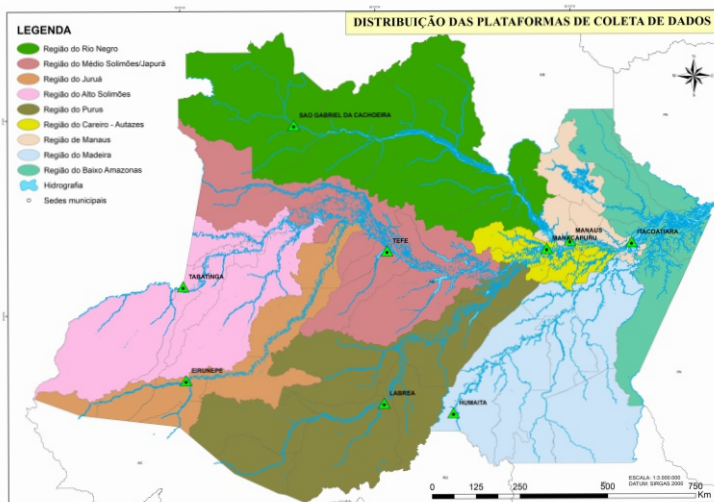 DISTRIBUIÇÃO DAS PLATAFORMAS DE COLETA DE DADOS
LEGENDA
Região do Rio Negro
Região do Médio Solimões/Japurá
Região do Juruá
Região do Alto Solimões
Região do Purus
Região do Careiro - Autazes
Região de Manaus
Região do Madeira
Região do Baixo Amazonas
Hidrografia
Sedes municipais
SAO GABRIEL DA CACHOEIRA
MANAUS
ITACOATIARA
MANACAPURU
TEFE
TABATINGA
EIRUNEPE
LABREA
HUMAITA
ESCALA: 1:3.000.000
DATUM: SIRGAS 2000
0 125 250 500 750
Km